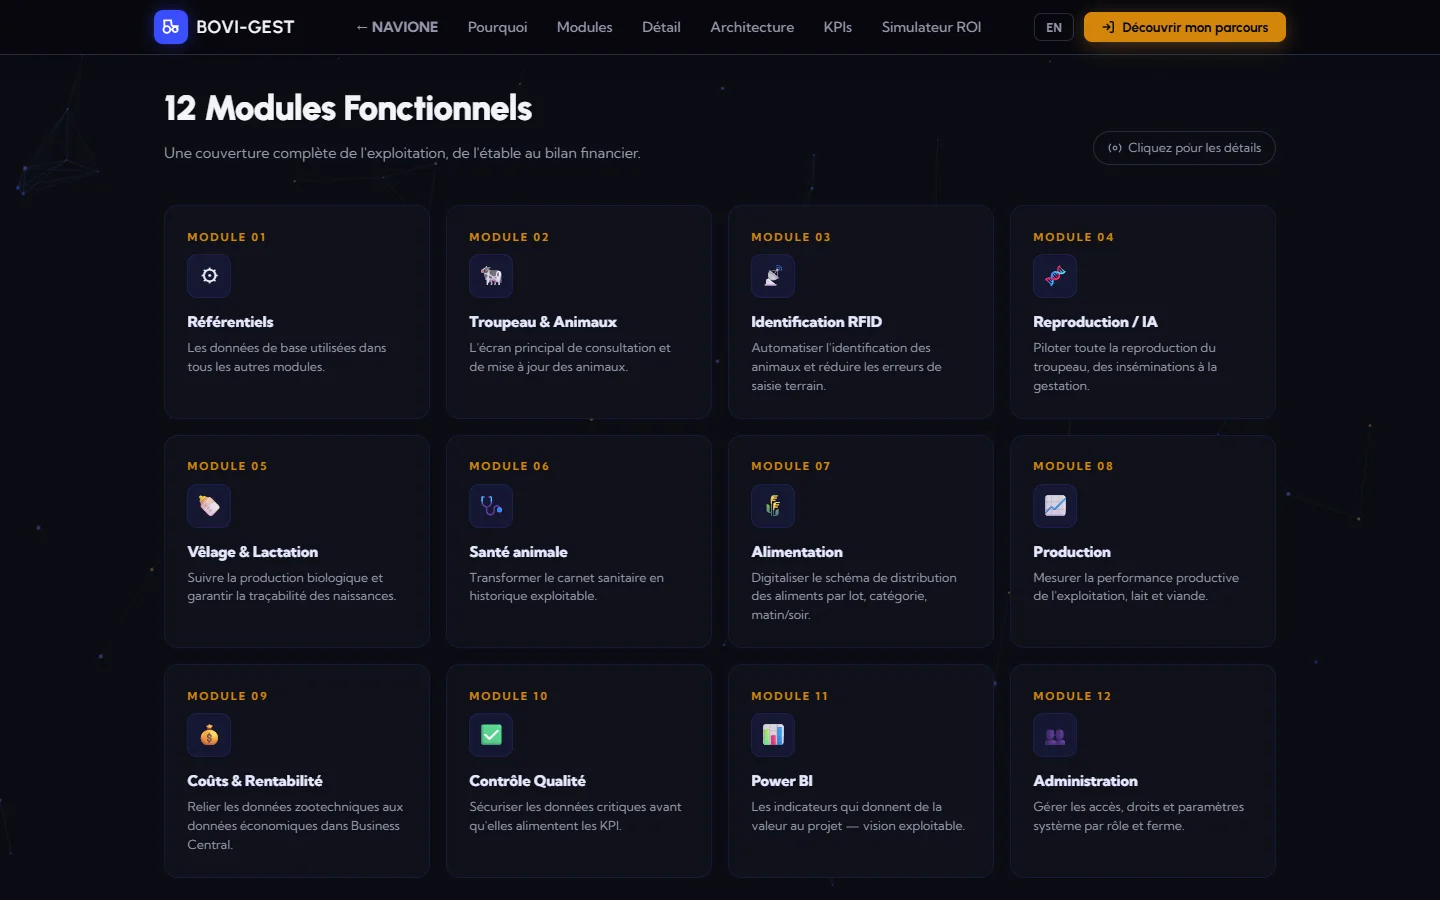 BOVI-GEST
← NAVIONE
Pourquoi
Modules
Détail
Architecture
KPIs
Simulateur ROI
EN
Découvrir mon parcours
12 Modules Fonctionnels
Une couverture complète de l'exploitation, de l'étable au bilan financier.
Cliquez pour les détails
MODULE 01
Référentiels
Les données de base utilisées dans
tous les autres modules.
MODULE 02
Troupeau & Animaux
L'écran principal de consultation et
de mise à jour des animaux.
MODULE 03
Identification RFID
Automatiser l'identification des
animaux et réduire les erreurs de
saisie terrain.
MODULE 04
Reproduction / IA
Piloter toute la reproduction du
troupeau, des inséminations à la
gestation.
MODULE 05
Vêlage & Lactation
Suivre la production biologique et
garantir la traçabilité des naissances.
MODULE 06
Santé animale
Transformer le carnet sanitaire en
historique exploitable.
MODULE 07
Alimentation
Digitaliser le schéma de distribution
des aliments par lot, catégorie,
matin/soir.
MODULE 08
Production
Mesurer la performance productive
de l'exploitation, lait et viande.
MODULE 09
Coûts & Rentabilité
Relier les données zootechniques aux
données économiques dans Business
Central.
MODULE 10
Contrôle Qualité
Sécuriser les données critiques avant
qu'elles alimentent les KPI.
MODULE 11
Power BI
Les indicateurs qui donnent de la
valeur au projet — vision exploitable.
MODULE 12
Administration
Gérer les accès, droits et paramètres
système par rôle et ferme.